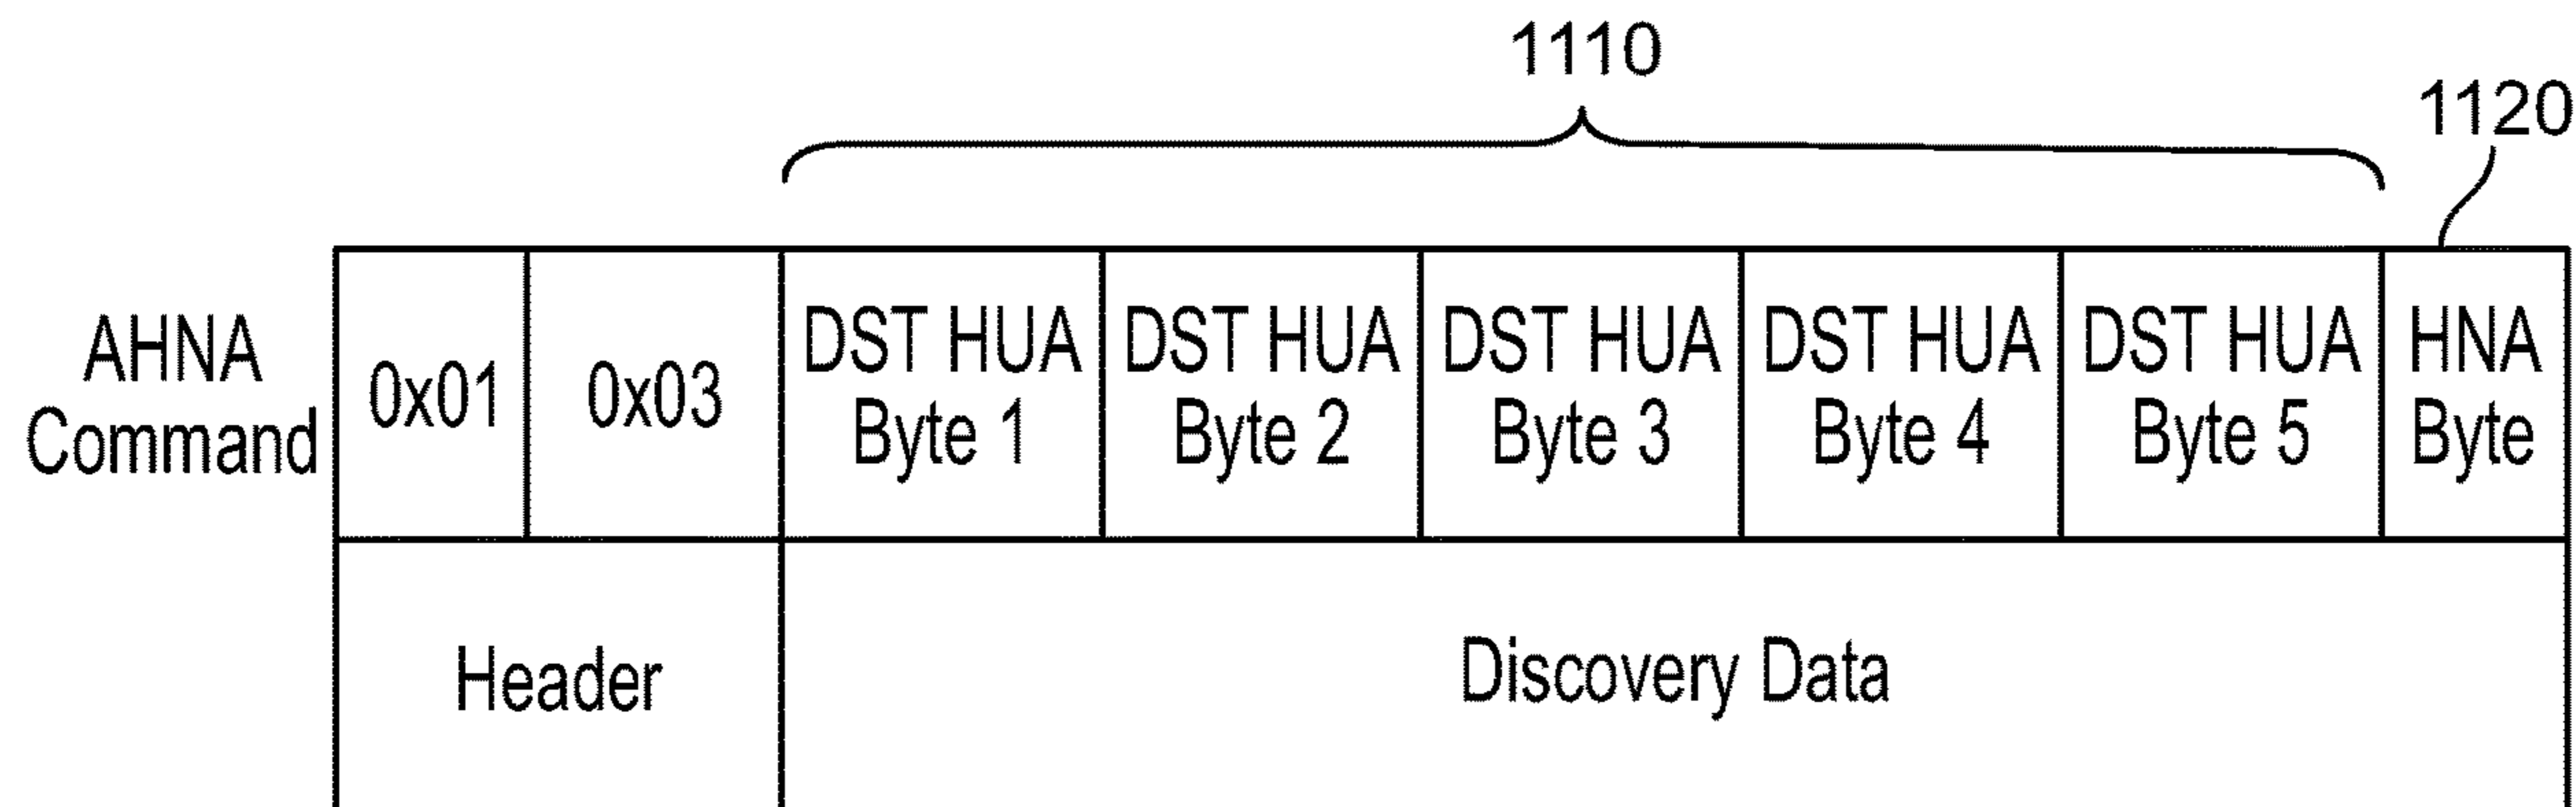 1110
1120
AHNA
Command
0x01
0x03
DST HUA
Byte 1
DST HUA
Byte 2
DST HUA
Byte 3
DST HUA
Byte 4
DST HUA
Byte 5
HNA
Byte
Header
Discovery Data